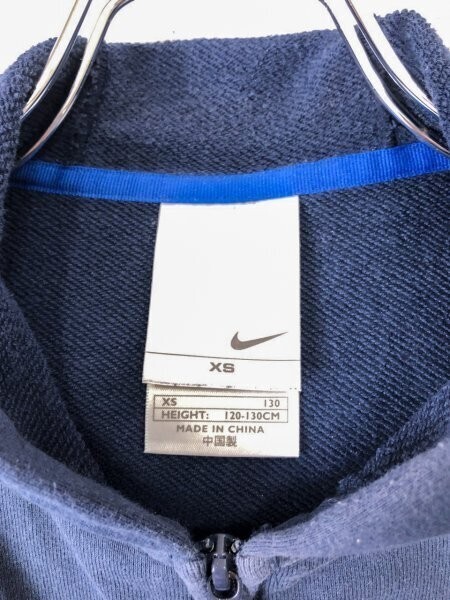 XS
XS 130
HEIGHT: 120-130CM
MADE IN CHINA
中国製